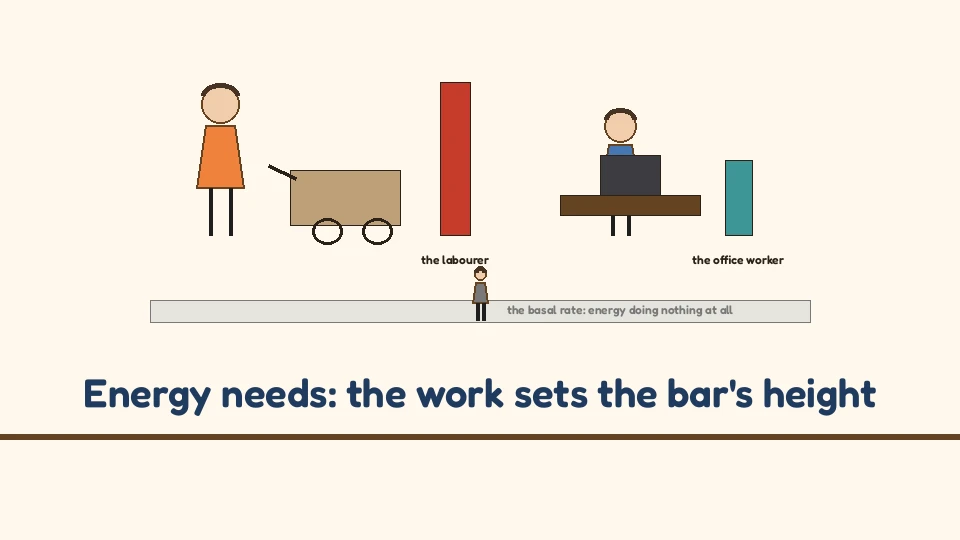 the labourer
the office worker
the basal rate: energy doing nothing at all
Energy needs: the work sets the bar's height